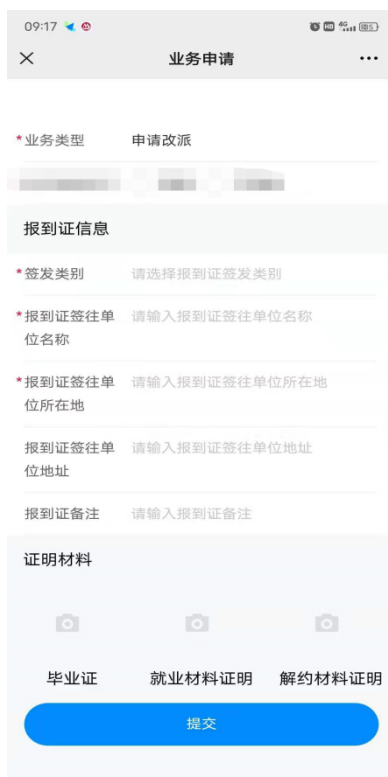 09:17
HD 4G
业务申请
*业务类型 申请改派
报到证信息
*签发类别 请选择报到证签发类别
*报到证签往单 请输入报到证签往单位名称
位名称
*报到证签往单 请输入报到证签往单位所在地
位所在地
报到证签往单 请输入报到证签往单位地址
位地址
报到证备注 请输入报到证备注
证明材料
毕业证 就业材料证明 解约材料证明
提交